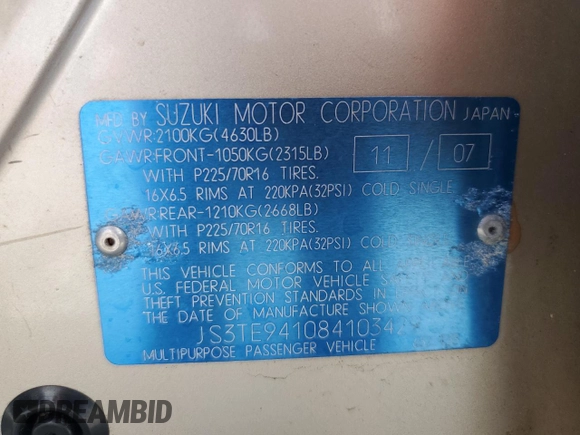 MFD. BY SUZUKI MOTOR CORPORATION JAPAN
GVWR:2100KG(4630LB)
GAWR:FRONT-1050KG(2315LB) 11 / 07
WITH P225/70R16 TIRES.
16X6.5 RIMS AT 220KPA(32PSI) COLD SINGLE
REAR-1210KG(2668LB)
WITH P225/70R16 TIRES.
16X6.5 RIMS AT 220KPA(32PSI)
THIS VEHICLE CONFORMS TO ALL
U.S. FEDERAL MOTOR VEHICLE
THEFT PREVENTION STANDARDS IN
THE DATE OF MANUFACTURE
MULTIPURPOSE PASSENGER VEHICLE
DREAMBID